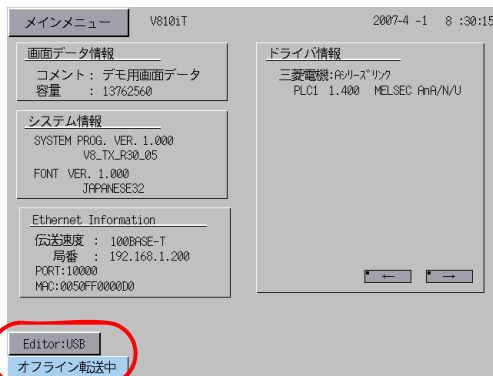 メインメニュー V810iT 2007-4 -1 8 :30:15
画面データ情報
コメント : デモ用画面データ
容量 : 13762560
システム情報
SYSTEM PROG. VER. 1.000
V8_TX_R30_05
FONT VER. 1.000
JAPANESE32
Ethernet Information
伝送速度 : 100BASE-T
局番 : 192.168.1.200
PORT:10000
MAC:0050FF0000D0
ドライバ情報
三菱電機:Aｼﾘｰｽﾞﾘﾝｸ
PLC1 1.400 MELSEC AnA/N/U
← →
Editor:USB
オフライン転送中